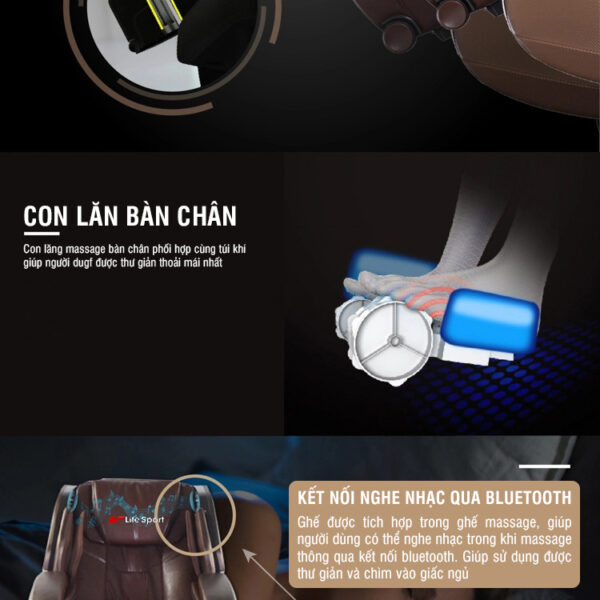 CON LĂN BÀN CHÂN
Con lăng massage bàn chân phối hợp cùng túi khí
giúp người dugf được thư giản thoải mái nhất
KẾT NỐI NGHE NHẠC QUA BLUETOOTH
Life Sport
Ghế được tích hợp trong ghế massage, giúp
người dùng có thể nghe nhạc trong khi massage
thông qua kết nối bluetooth. Giúp sử dụng được
thư giản và chìm vào giấc ngủ